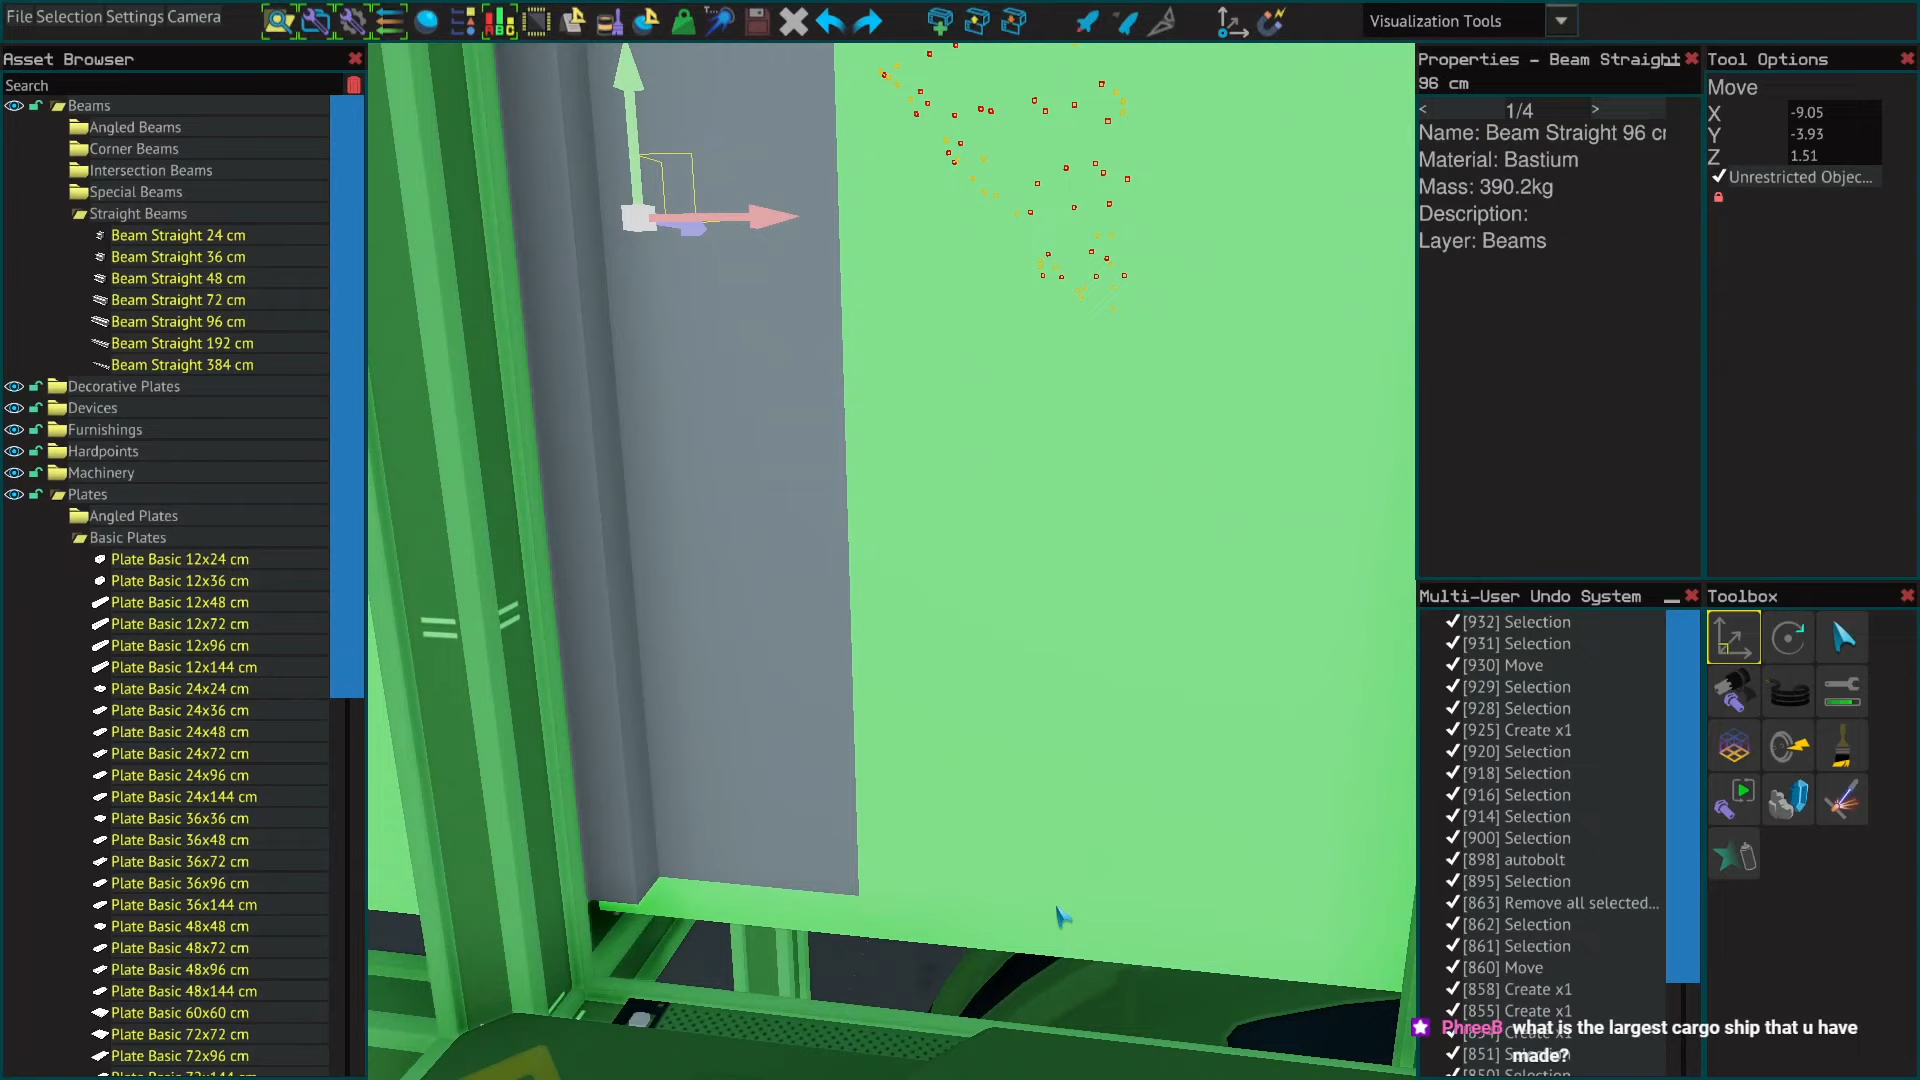 File Selection Settings Camera
Visualization Tools
Asset Browser
Search
Beams
Angled Beams
Corner Beams
Intersection Beams
Special Beams
Straight Beams
Beam Straight 24 cm
Beam Straight 36 cm
Beam Straight 48 cm
Beam Straight 72 cm
Beam Straight 96 cm
Beam Straight 192 cm
Beam Straight 384 cm
Decorative Plates
Devices
Furnishings
Hardpoints
Machinery
Plates
Angled Plates
Basic Plates
Plate Basic 12x24 cm
Plate Basic 12x36 cm
Plate Basic 12x48 cm
Plate Basic 12x72 cm
Plate Basic 12x96 cm
Plate Basic 12x144 cm
Plate Basic 24x24 cm
Plate Basic 24x36 cm
Plate Basic 24x48 cm
Plate Basic 24x72 cm
Plate Basic 24x96 cm
Plate Basic 24x144 cm
Plate Basic 36x36 cm
Plate Basic 36x48 cm
Plate Basic 36x72 cm
Plate Basic 36x96 cm
Plate Basic 36x144 cm
Plate Basic 48x48 cm
Plate Basic 48x72 cm
Plate Basic 48x96 cm
Plate Basic 48x144 cm
Plate Basic 60x60 cm
Plate Basic 72x72 cm
Plate Basic 72x96 cm
Properties - Beam Straight
96 cm
< 1/4 >
Name: Beam Straight 96 cr
Material: Bastium
Mass: 390.2kg
Description:
Layer: Beams
Tool Options
Move
X -9.05
Y -3.93
Z 1.51
Unrestricted Objec...
Multi-User Undo System
[932] Selection
[931] Selection
[930] Move
[929] Selection
[928] Selection
[925] Create x1
[920] Selection
[918] Selection
[916] Selection
[914] Selection
[900] Selection
[898] autobolt
[895] Selection
[863] Remove all selected...
[862] Selection
[861] Selection
[860] Move
[858] Create x1
[855] Create x1
[851]
Toolbox
PhreeB what is the largest cargo ship that u have
made?